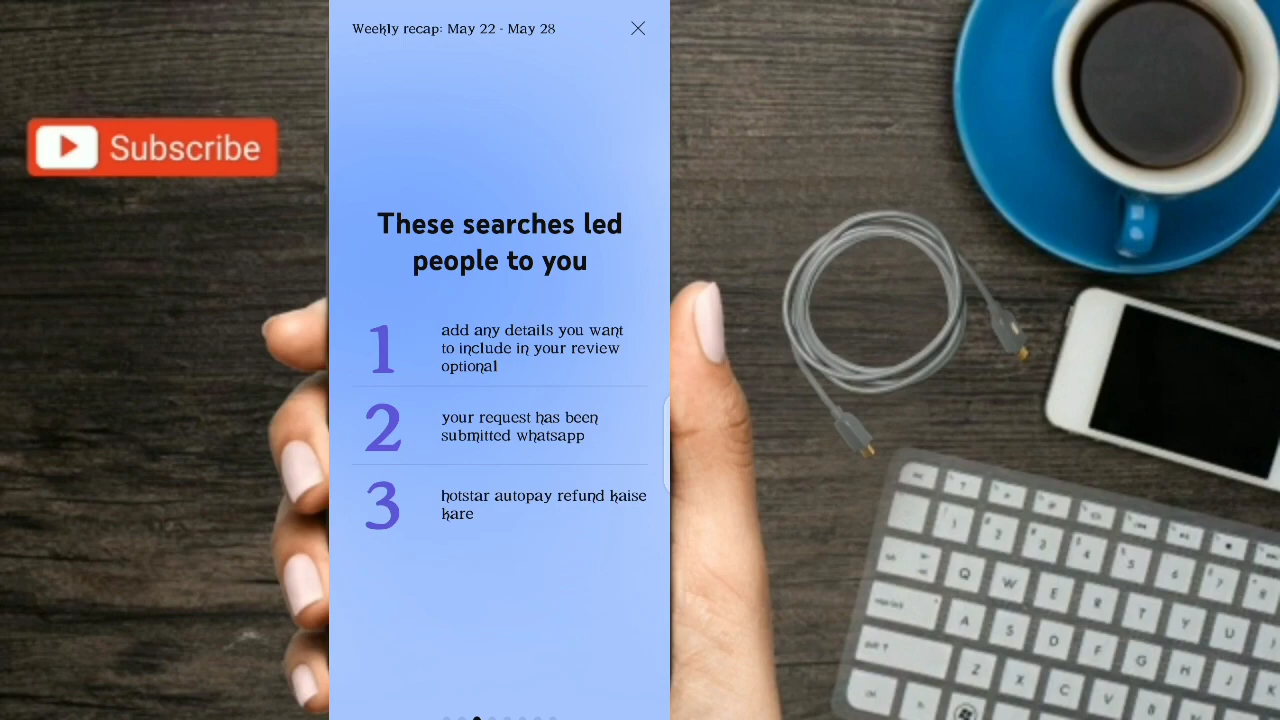 Weekly recap: May 22 - May 28
Subscribe
These searches led
people to you
1
add any details you want
to include in your review
optional
2
your request has been
submitted whatsapp
3
hotstar autopay refund kaise
kare
Q
W
E
R
T
Y
U
A
S
D
F
G
H
J
K
Z
X
C
V
B